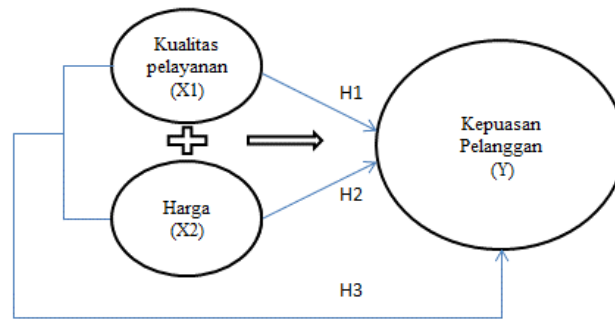 Kualitas
pelayanan
(X1)
H1
Kepuasan
Pelanggan
(Y)
Harga
(X2)
H2
H3